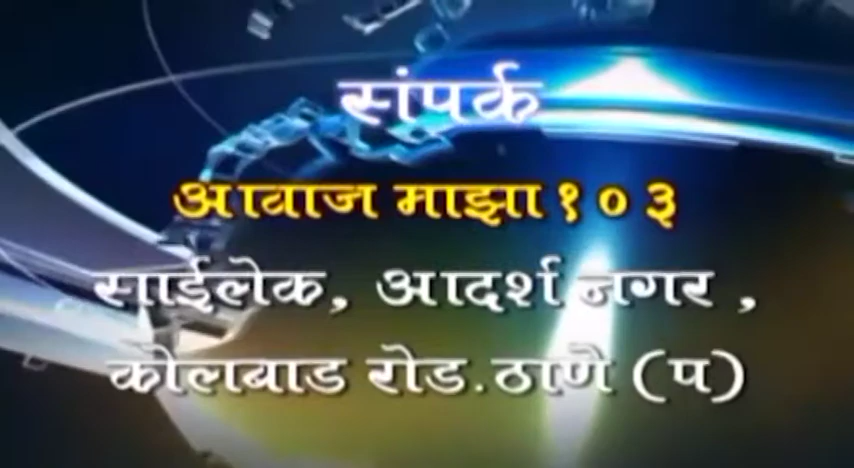 संपर्क
आवाज माझा १०३
साईलेक, आदर्श नगर ,
कोलबाड रोड.ठाणे (प)